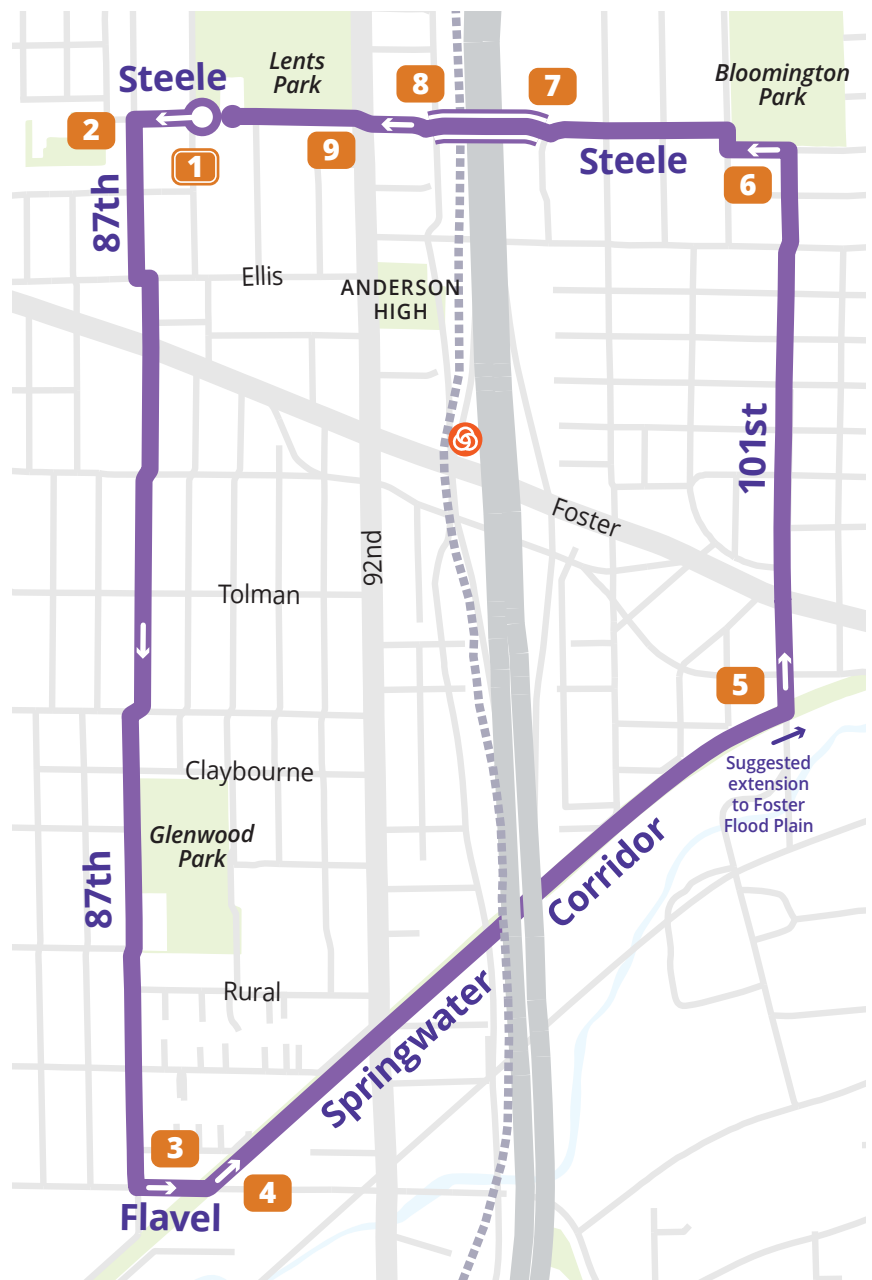 Steele
Lents
Park
8
7
Bloomington
Park
2
1
9
Steele
6
87th
Ellis
ANDERSON
HIGH
101st
Foster
92nd
Tolman
5
Suggested
extension
to Foster
Flood Plain
Claybourne
Glenwood
Park
87th
Corridor
Rural
Springwater
3
4
Flavel